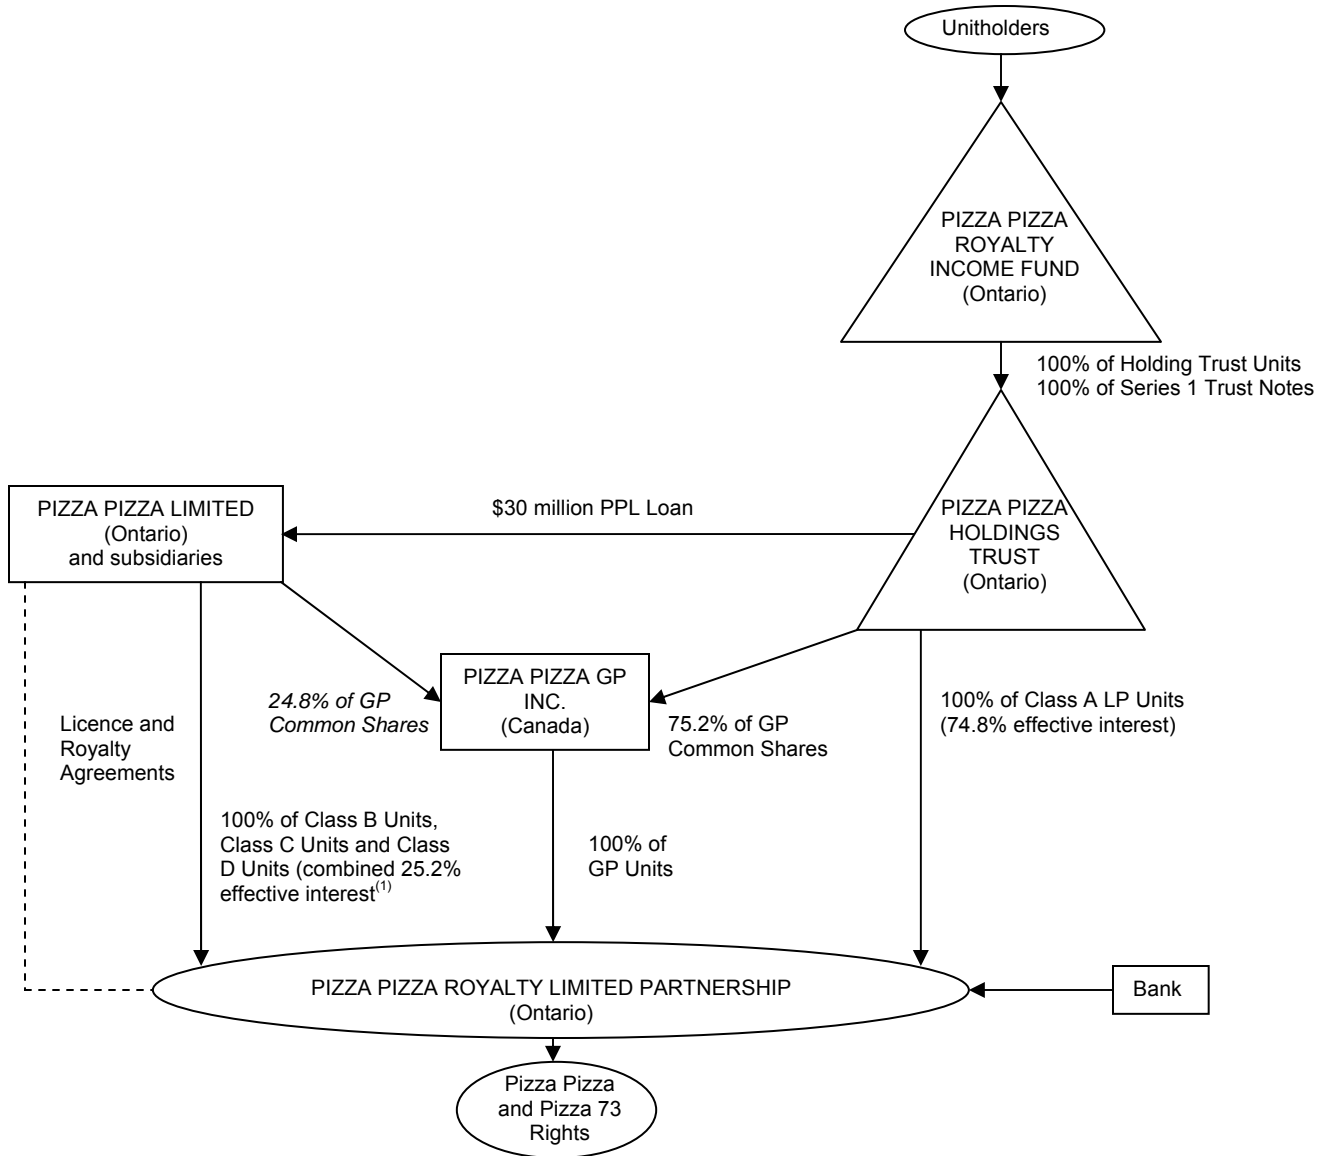 Unitholders
PIZZA PIZZA
ROYALTY
INCOME FUND
(Ontario)
100% of Holding Trust Units
100% of Series 1 Trust Notes
PIZZA PIZZA LIMITED
(Ontario)
and subsidiaries
$30 million PPL Loan
PIZZA PIZZA
HOLDINGS
TRUST
(Ontario)
PIZZA PIZZA GP
INC.
(Canada)
24.8% of GP
Common Shares
75.2% of GP
Common Shares
100% of Class A LP Units
(74.8% effective interest)
Licence and
Royalty
Agreements
100% of Class B Units,
Class C Units and Class
D Units (combined 25.2%
effective interest(1)
100% of
GP Units
PIZZA PIZZA ROYALTY LIMITED PARTNERSHIP
(Ontario)
Bank
Pizza Pizza
and Pizza 73
Rights